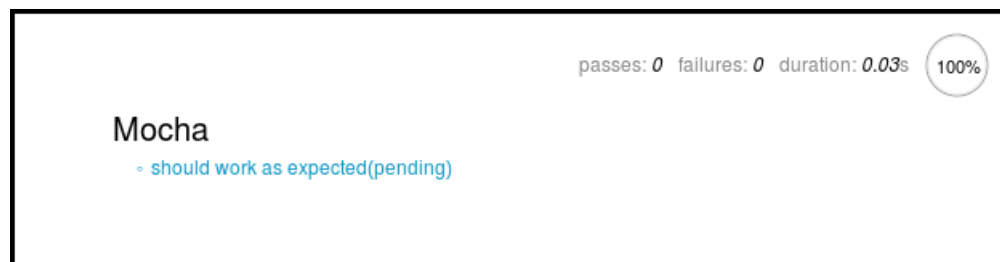 passes: 0 failures: 0 duration: 0.03s 100%
Mocha
◦ should work as expected(pending)